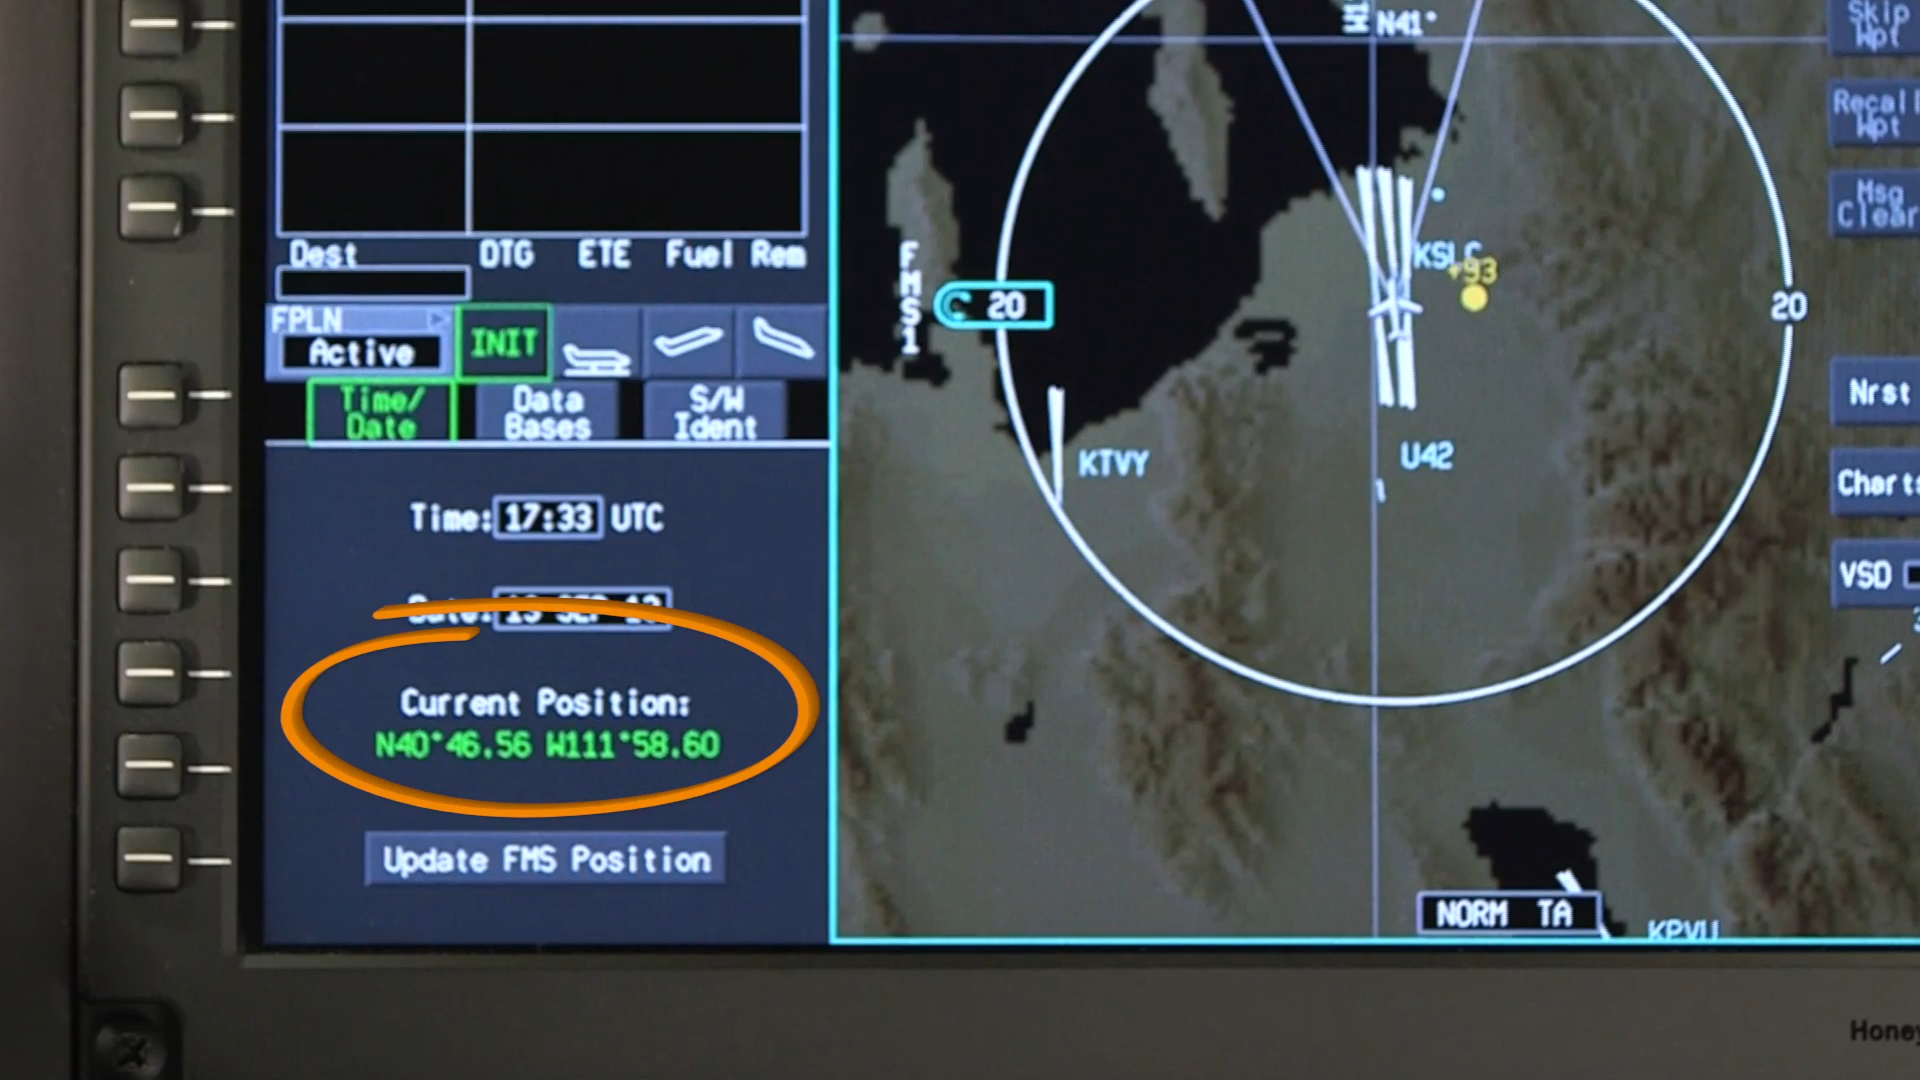 N41°
Skip
Wpt
Recall
Wpt
Msg
Clear
Dest DTG ETE Fuel Rem
FMS1
20
20
KSLC
+93
FPLN
Active
INIT
Time/
Date
Data
Bases
S/W
Ident
Nrst
KTVY
U42
Charts
Time: 17:33 UTC
VSD
Date:
Current Position:
N40°46.56 W111°58.60
Update FMS Position
NORM TA
KPVU